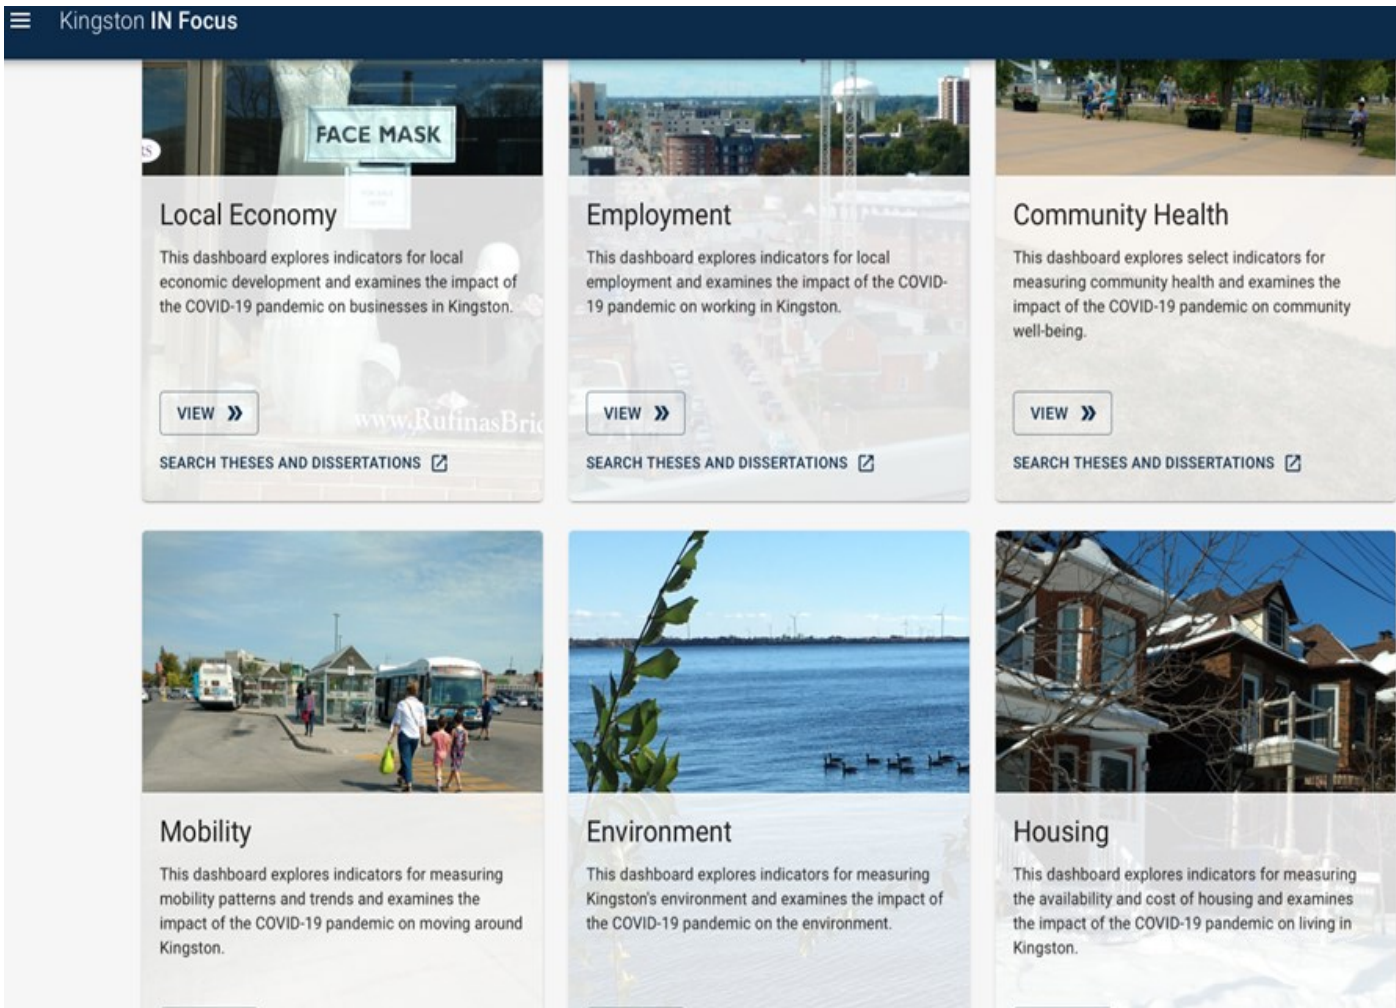 Kingston IN Focus
RS
FACE MASK
Local Economy
This dashboard explores indicators for local
economic development and examines the impact of
the COVID-19 pandemic on businesses in Kingston.
www.RufinasBric
VIEW
SEARCH THESES AND DISSERTATIONS
Employment
This dashboard explores indicators for local
employment and examines the impact of the COVID-
19 pandemic on working in Kingston.
VIEW
SEARCH THESES AND DISSERTATIONS
Community Health
This dashboard explores select indicators for
measuring community health and examines the
impact of the COVID-19 pandemic on community
well-being.
VIEW
SEARCH THESES AND DISSERTATIONS
Mobility
This dashboard explores indicators for measuring
mobility patterns and trends and examines the
impact of the COVID-19 pandemic on moving around
Kingston.
Environment
This dashboard explores indicators for measuring
Kingston's environment and examines the impact of
the COVID-19 pandemic on the environment.
Housing
This dashboard explores indicators for measuring
the availability and cost of housing and examines
the impact of the COVID-19 pandemic on living in
Kingston.